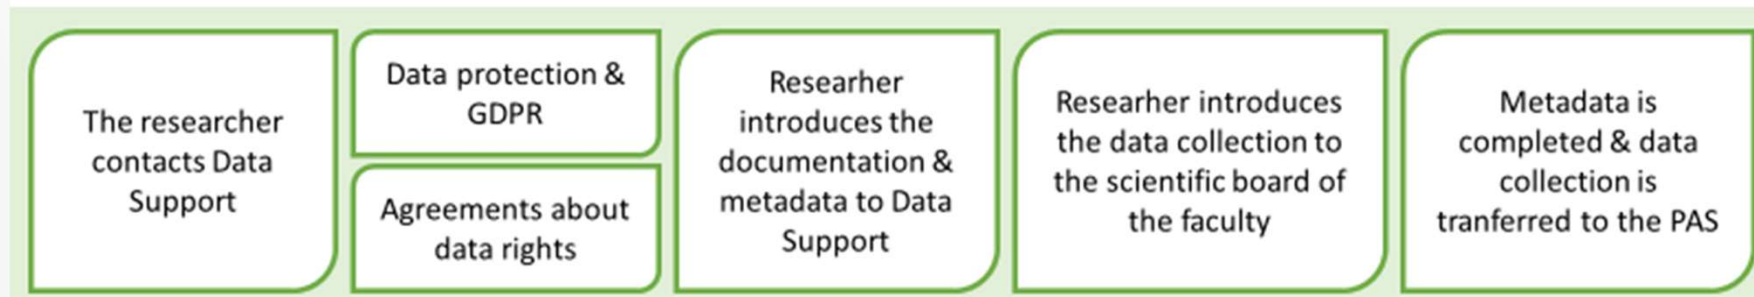 The researcher
contacts Data
Support
Data protection &
GDPR
Agreements about
data rights
Researher
introduces the
documentation &
metadata to Data
Support
Researher introduces
the data collection to
the scientific board of
the faculty
Metadata is
completed & data
collection is
tranferred to the PAS